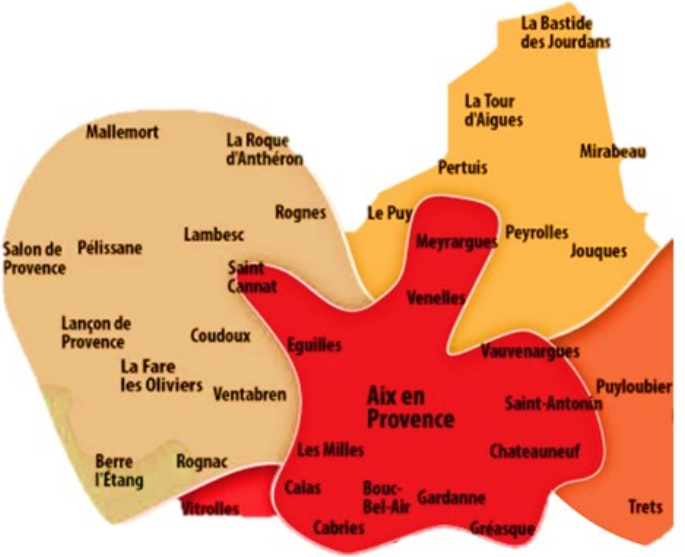 La Bastide
des Jourdans
La Tour
d'Aigues
Mallemort
La Roque
d'Anthéron
Mirabeau
Pertuis
Rognes
Le Puy
Lambesc
Peyrolles
Meyrargues
Salon de
Provence
Pélissane
Jouques
Saint
Cannat
Venelles
Lançon de
Provence
Coudoux
Eguilles
Vauvenargues
La Fare
les Oliviers
Ventabren
Puyloubier
Aix en
Provence
Saint-Antonin
Les Milles
Chateauneuf
Berre
l'Étang
Rognac
Calas
Bouc-
Bel-Air
Gardanne
Vitrolles
Trets
Cabries
Gréasque